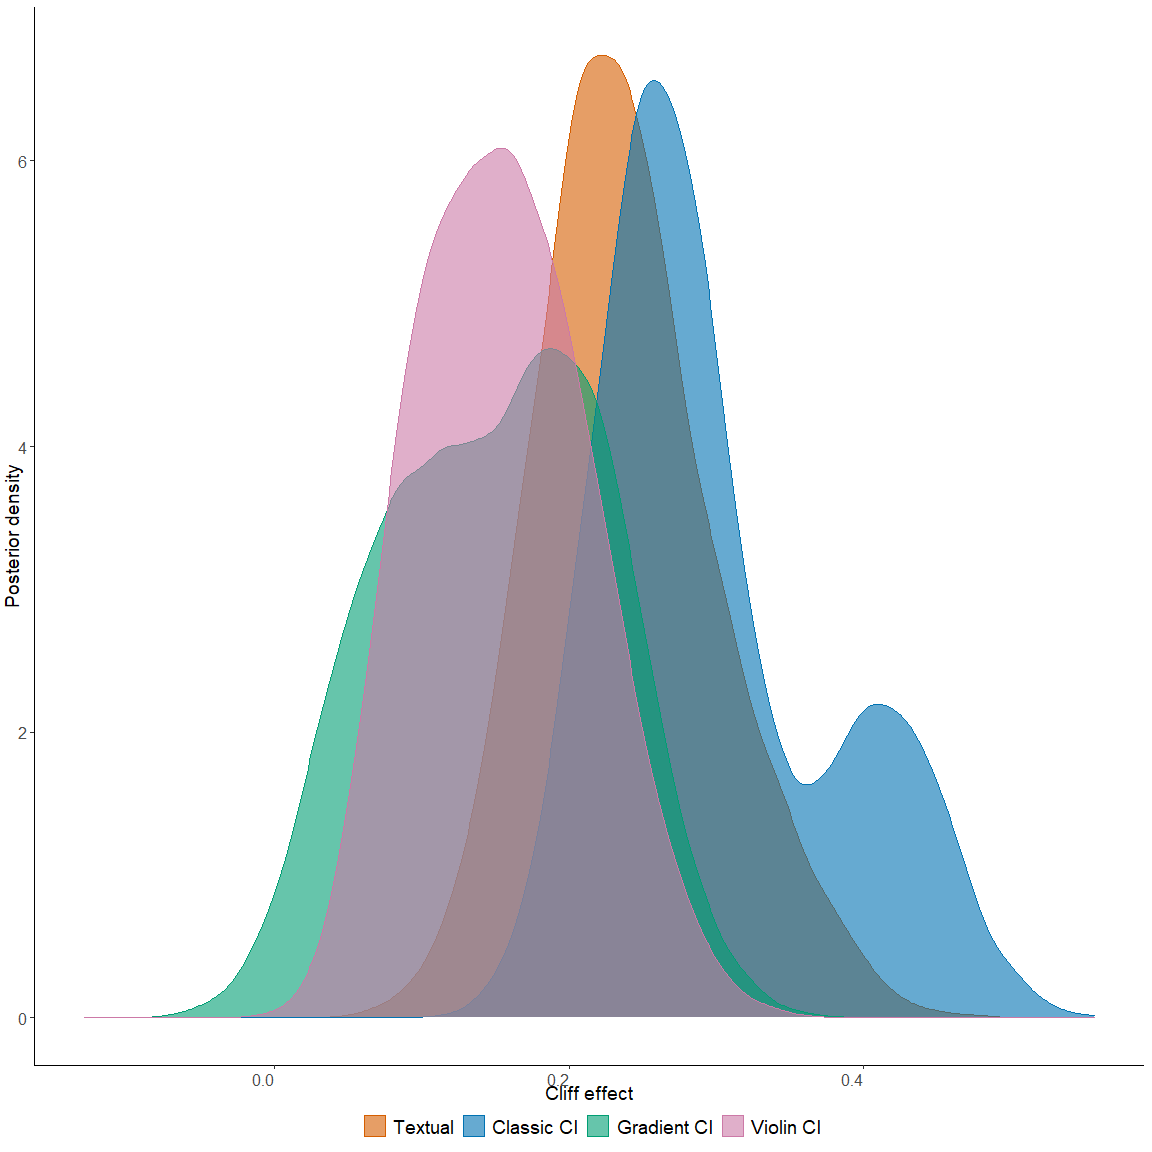 6
4
2
0
Posterior density
0.0 0.2 0.4
Cliff effect
Textual Classic CI Gradient CI Violin CI